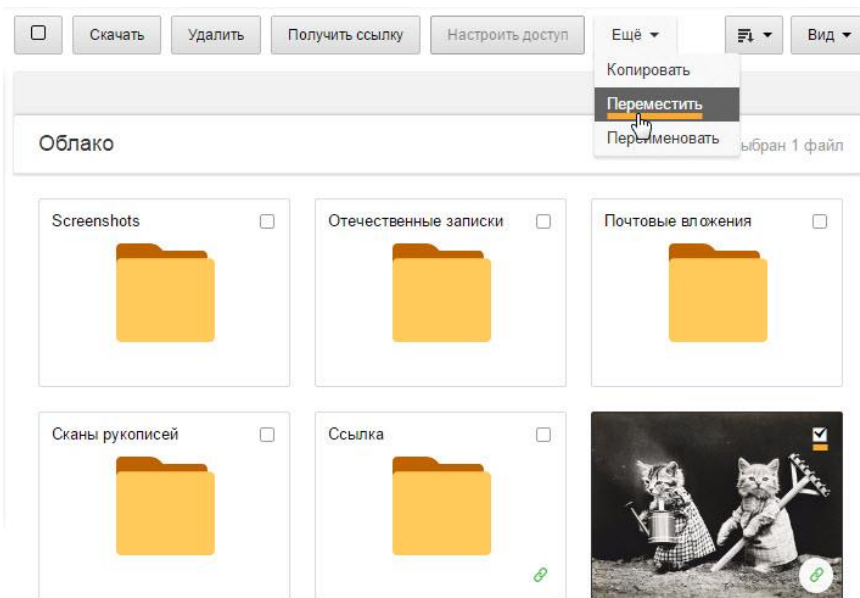 Скачать Удалить Получить ссылку Настроить доступ Ещё Вид
Копировать
Переместить
Переименовать
Облако
ыбран 1 файл
Screenshots Отечественные записки Почтовые вложения
Сканы рукописей Ссылка